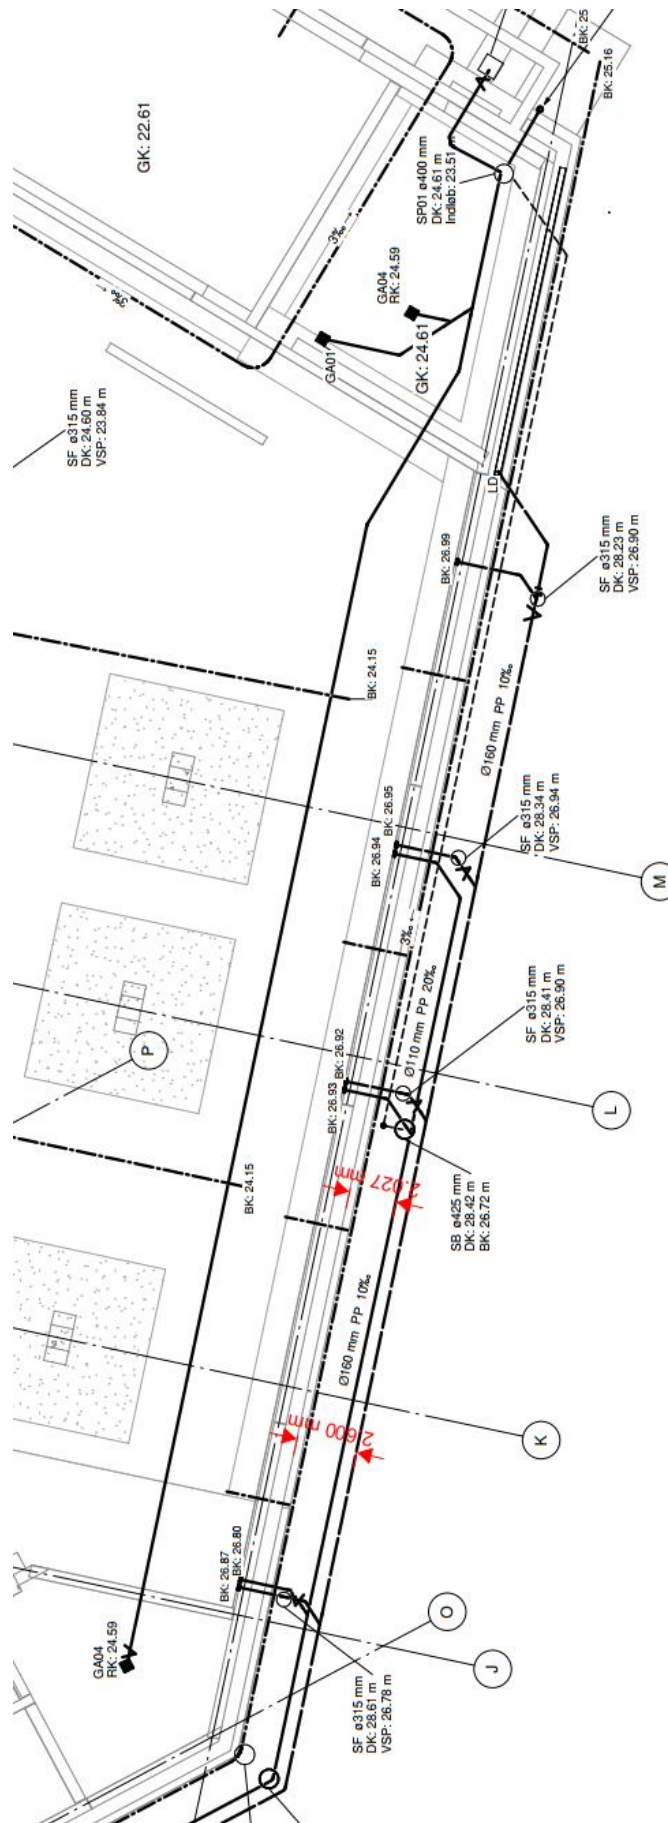 GK: 22.61
BK: 25
BK: 25.16
SP01 ø400 mm
DK: 24.61 m
Indløb: 23.51 m
3‰
3‰
GA04
RK: 24.59
GA01
GK: 24.61
SF ø315 mm
DK: 24.60 m
VSP: 23.84 m
LD
BK: 26.99
SF ø315 mm
DK: 28.23 m
VSP: 26.90 m
BK: 24.15
Ø160 mm PP 10‰
BK: 26.95
BK: 26.94
SF ø315 mm
DK: 28.34 m
VSP: 26.94 m
M
3‰
Ø110 mm PP 20‰
SF ø315 mm
DK: 28.41 m
VSP: 26.90 m
P
BK: 26.92
BK: 26.93
L
BK: 24.15
2.027 mm
SB ø425 mm
DK: 28.42 m
BK: 26.72 m
Ø160 mm PP 10‰
2.600 mm
K
BK: 26.87
BK: 26.80
GA04
RK: 24.59
O
J
SF ø315 mm
DK: 28.61 m
VSP: 26.78 m